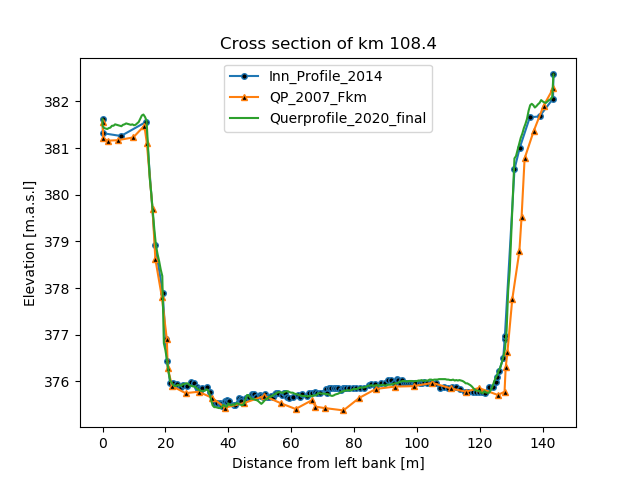 Cross section of km 108.4
Inn_Profile_2014
QP_2007_Fkm
Querprofile_2020_final
Elevation [m.a.s.l]
382
381
380
379
378
377
376
0 20 40 60 80 100 120 140
Distance from left bank [m]